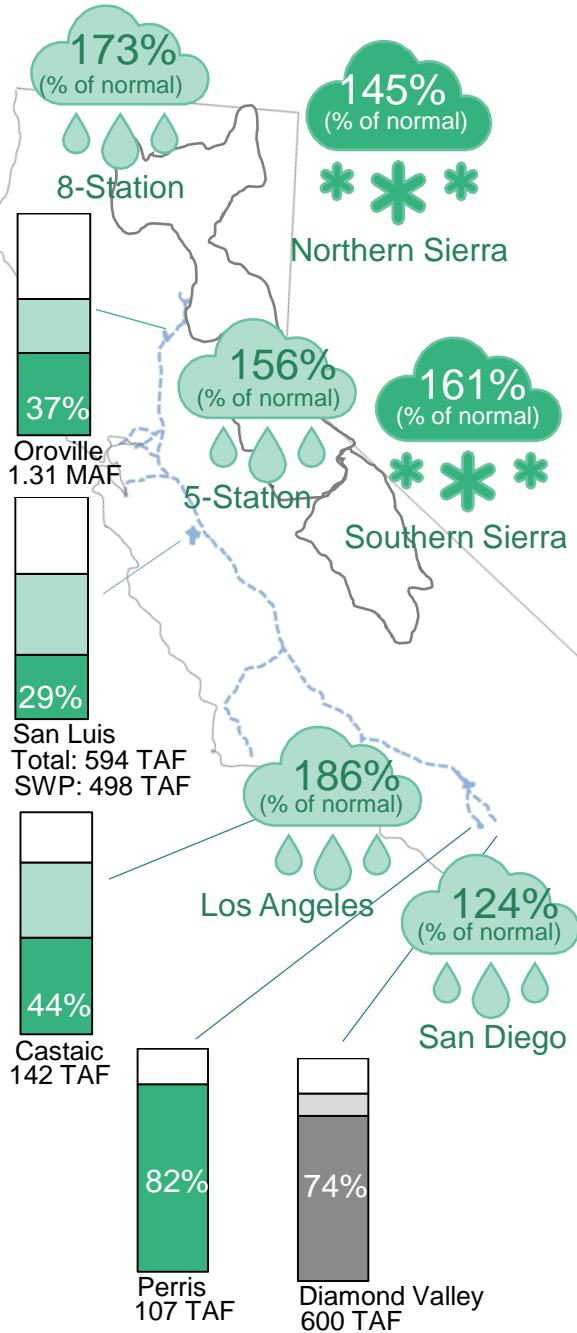 173%
(% of normal)
8-Station
145%
(% of normal)
Northern Sierra
37%
Oroville
1.31 MAF
156%
(% of normal)
5-Station
161%
(% of normal)
Southern Sierra
29%
San Luis
Total: 594 TAF
SWP: 498 TAF
186%
(% of normal)
Los Angeles
124%
(% of normal)
San Diego
44%
Castaic
142 TAF
82%
Perris
107 TAF
74%
Diamond Valley
600 TAF